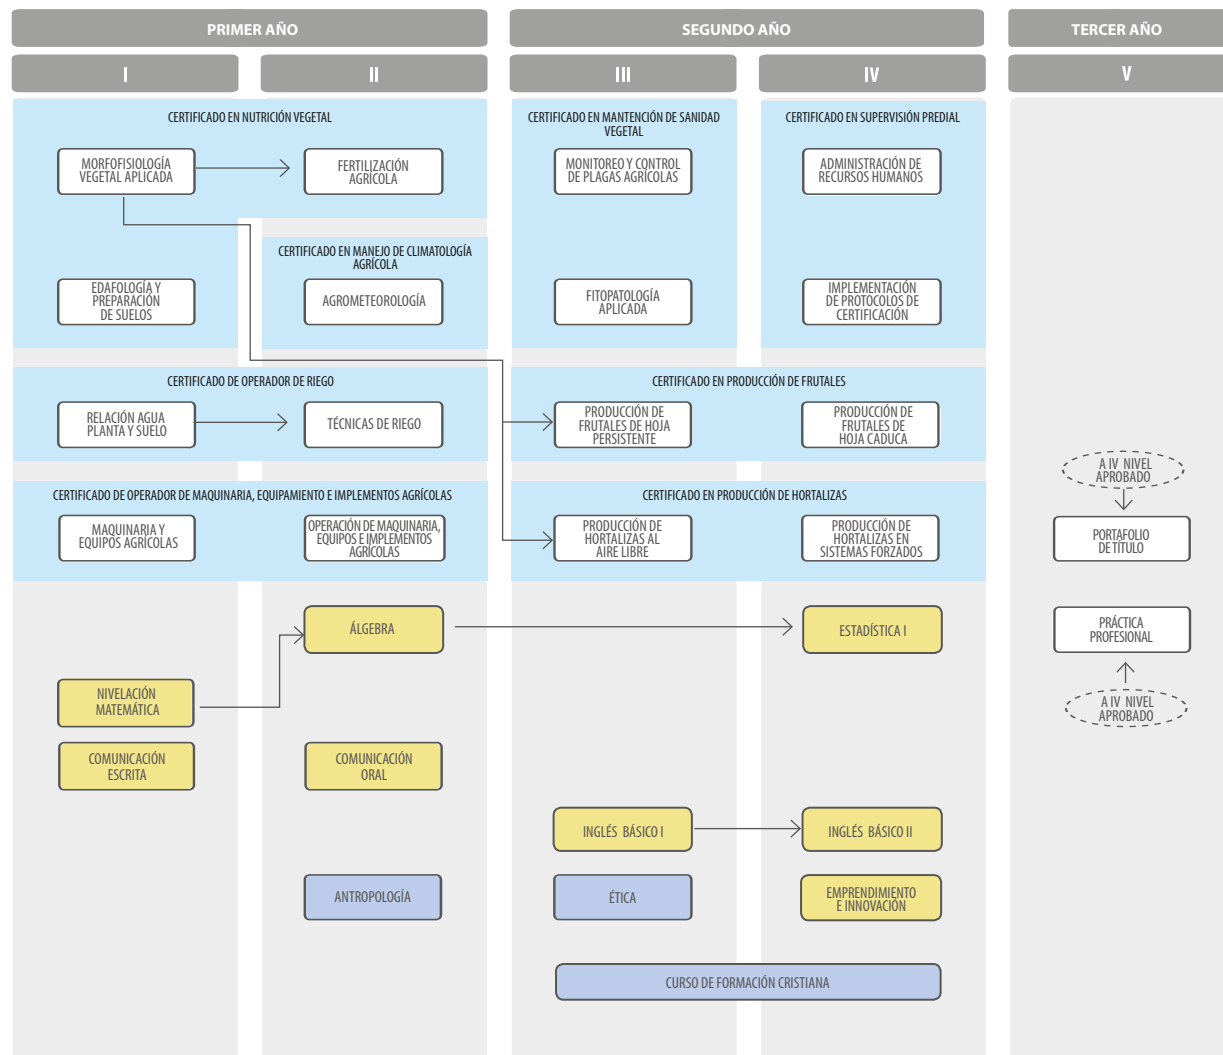 PRIMER AÑO
SEGUNDO AÑO
TERCER AÑO
I
II
III
IV
V
CERTIFICADO EN NUTRICIÓN VEGETAL
CERTIFICADO EN MANTENCIÓN DE SANIDAD
VEGETAL
CERTIFICADO EN SUPERVISIÓN PREDIAL
MORFOFISIOLOGÍA
VEGETAL APLICADA
FERTILIZACIÓN
AGRÍCOLA
MONITOREO Y CONTROL
DE PLAGAS AGRÍCOLAS
ADMINISTRACIÓN DE
RECURSOS HUMANOS
CERTIFICADO EN MANEJO DE CLIMATOLOGÍA
AGRÍCOLA
EDAFOLOGÍA Y
PREPARACIÓN
DE SUELOS
AGROMETEOROLOGÍA
FITOPATOLOGÍA
APLICADA
IMPLEMENTACIÓN
DE PROTOCOLOS DE
CERTIFICACIÓN
CERTIFICADO DE OPERADOR DE RIEGO
CERTIFICADO EN PRODUCCIÓN DE FRUTALES
RELACIÓN AGUA
PLANTA Y SUELO
TÉCNICAS DE RIEGO
PRODUCCIÓN DE
FRUTALES DE HOJA
PERSISTENTE
PRODUCCIÓN DE
FRUTALES DE
HOJA CADUCA
A IV NIVEL
APROBADO
CERTIFICADO DE OPERADOR DE MAQUINARIA, EQUIPAMIENTO E IMPLEMENTOS AGRÍCOLAS
CERTIFICADO EN PRODUCCIÓN DE HORTALIZAS
MAQUINARIA Y
EQUIPOS AGRÍCOLAS
OPERACIÓN DE MAQUINARIA,
EQUIPOS E IMPLEMENTOS
AGRÍCOLAS
PRODUCCIÓN DE
HORTALIZAS AL
AIRE LIBRE
PRODUCCIÓN DE
HORTALIZAS EN
SISTEMAS FORZADOS
PORTAFOLIO
DE TÍTULO
ÁLGEBRA
ESTADÍSTICA I
PRÁCTICA
PROFESIONAL
NIVELACIÓN
MATEMÁTICA
A IV NIVEL
APROBADO
COMUNICACIÓN
ESCRITA
COMUNICACIÓN
ORAL
INGLÉS BÁSICO I
INGLÉS BÁSICO II
ANTROPOLOGÍA
ÉTICA
EMPRENDIMIENTO
E INNOVACIÓN
CURSO DE FORMACIÓN CRISTIANA